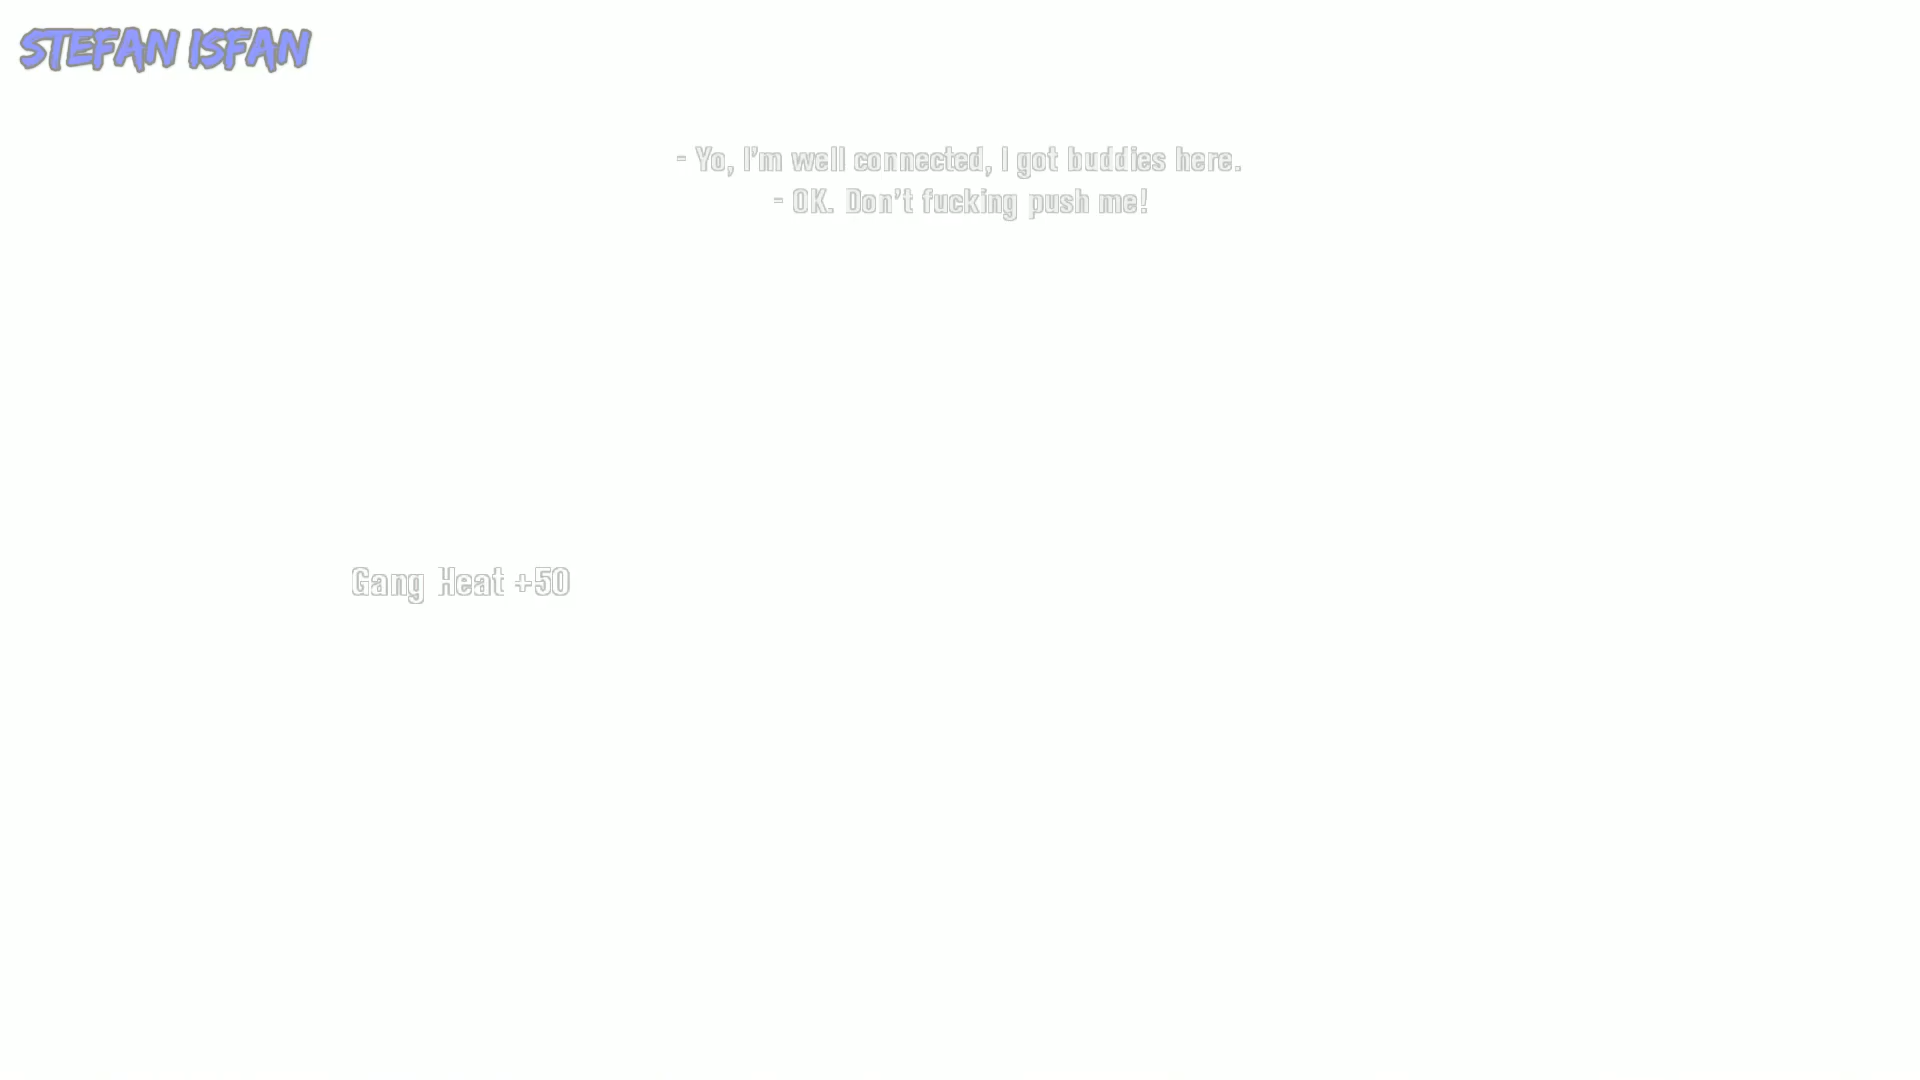 STEFAN ISFAN
- Yo, I'm well connected, I got buddies here.
- OK. Don't fucking push me!
Gang Heat +50